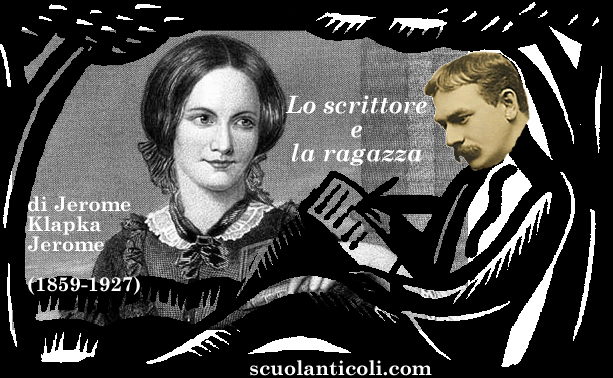 Lo scrittore
e
la ragazza
di Jerome
Klapka
Jerome
(1859-1927)
scuolanticoli.com